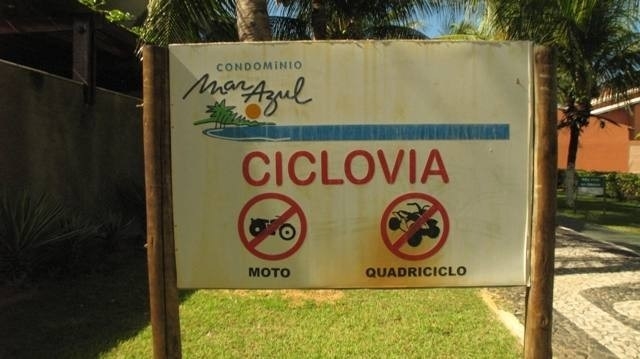 CONDOMíNIO
Mar Azul
CICLOVIA
MOTO
QUADRICICLO